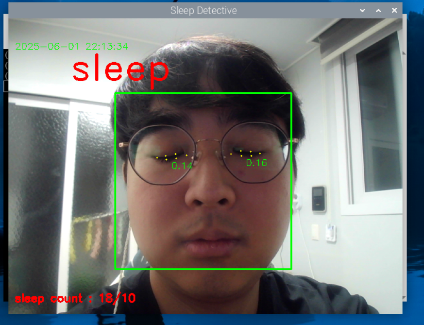 Sleep Detective
2025-06-01 22:13:34
sleep
0.14
0.16
sleep count : 18/10